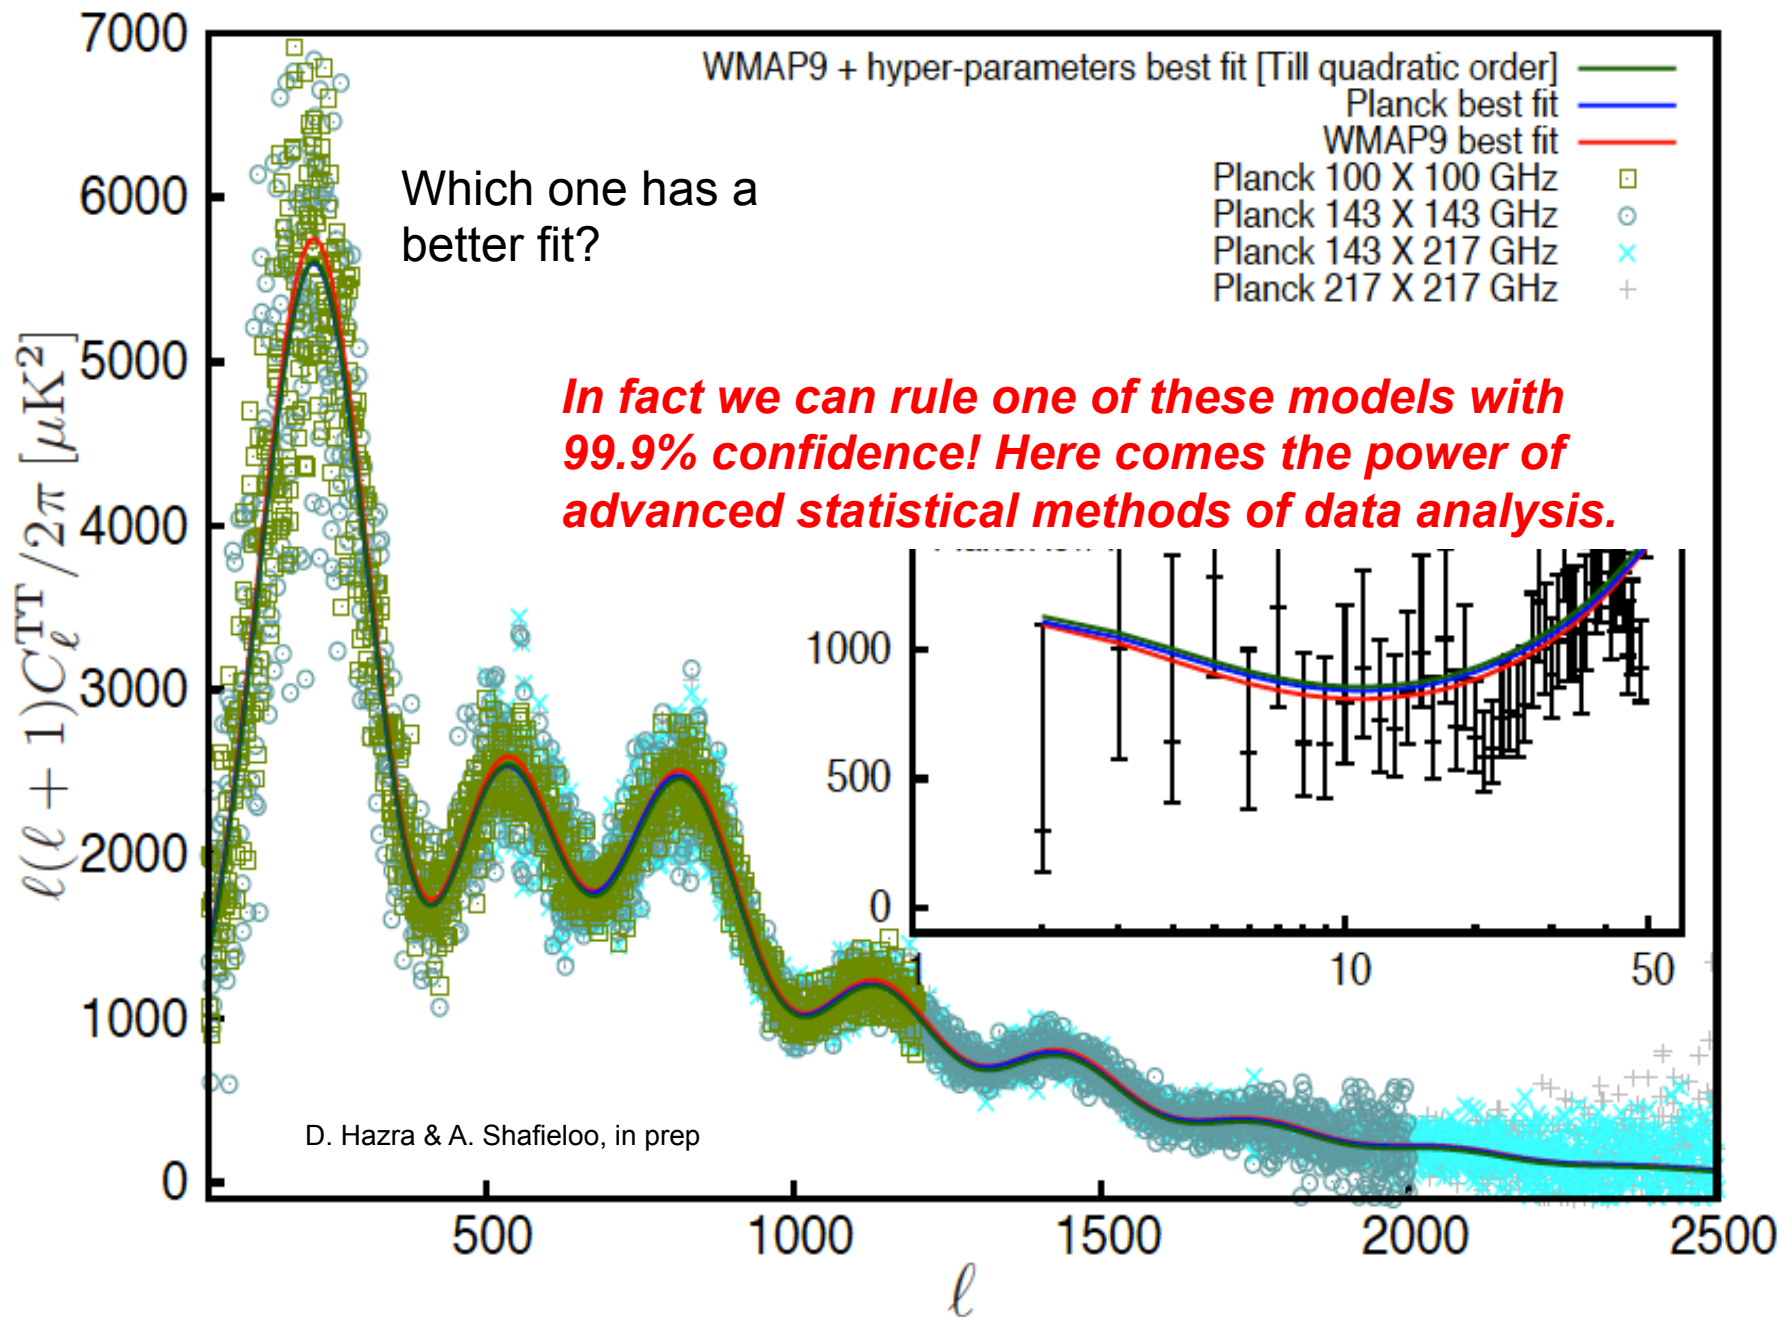 7000
6000
5000
4000
3000
2000
1000
0
ℓ(ℓ + 1)C_ℓ^TT/2π [μK²]
WMAP9 + hyper-parameters best fit [Till quadratic order]
Planck best fit
WMAP9 best fit
Planck 100 X 100 GHz
Planck 143 X 143 GHz
Planck 143 X 217 GHz
Planck 217 X 217 GHz
Which one has a
better fit?
In fact we can rule one of these models with
99.9% confidence! Here comes the power of
advanced statistical methods of data analysis.
1000
500
0
1
10
50
D. Hazra & A. Shafieloo, in prep
500
1000
1500
2000
2500
ℓ